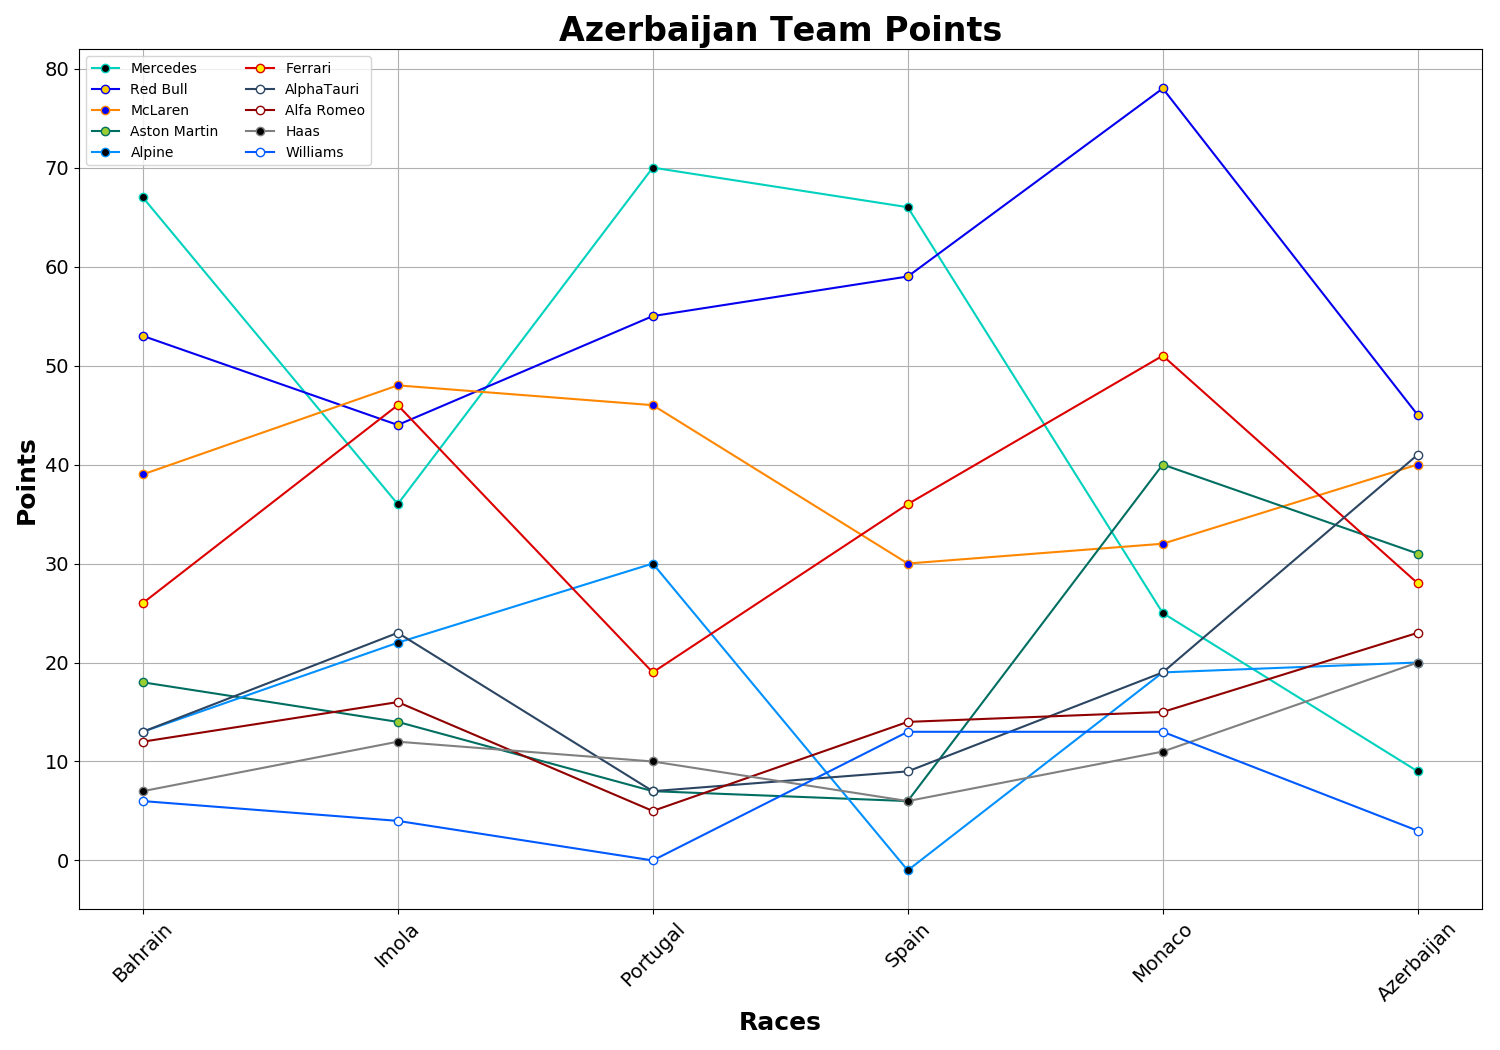 Azerbaijan Team Points
Mercedes
Red Bull
McLaren
Aston Martin
Alpine
Ferrari
AlphaTauri
Alfa Romeo
Haas
Williams
80
70
60
50
40
30
20
10
0
Points
Bahrain
Imola
Portugal
Spain
Monaco
Azerbaijan
Races